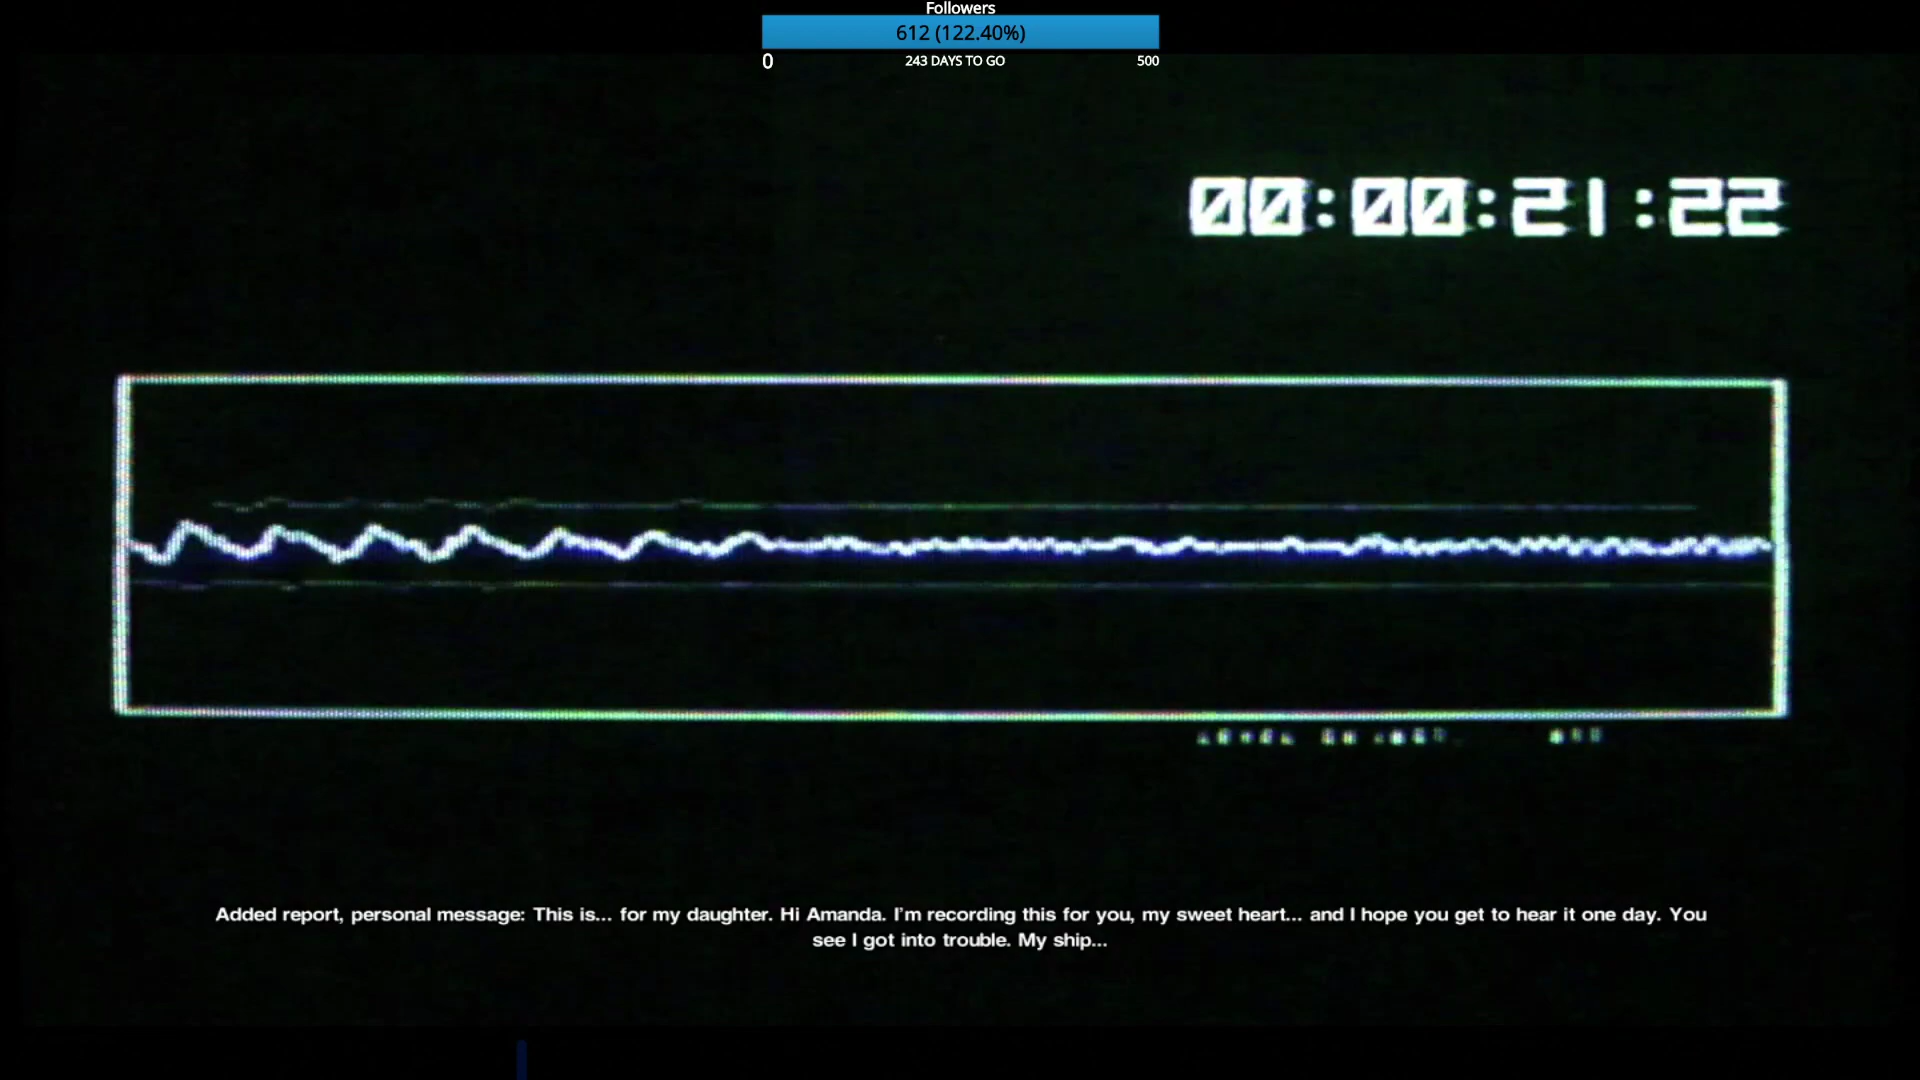 Followers
612 (122.40%)
0 243 DAYS TO GO 500
00:00:21:22
Added report, personal message: This is... for my daughter. Hi Amanda. I'm recording this for you, my sweet heart... and I hope you get to hear it one day. You
see I got into trouble. My ship...